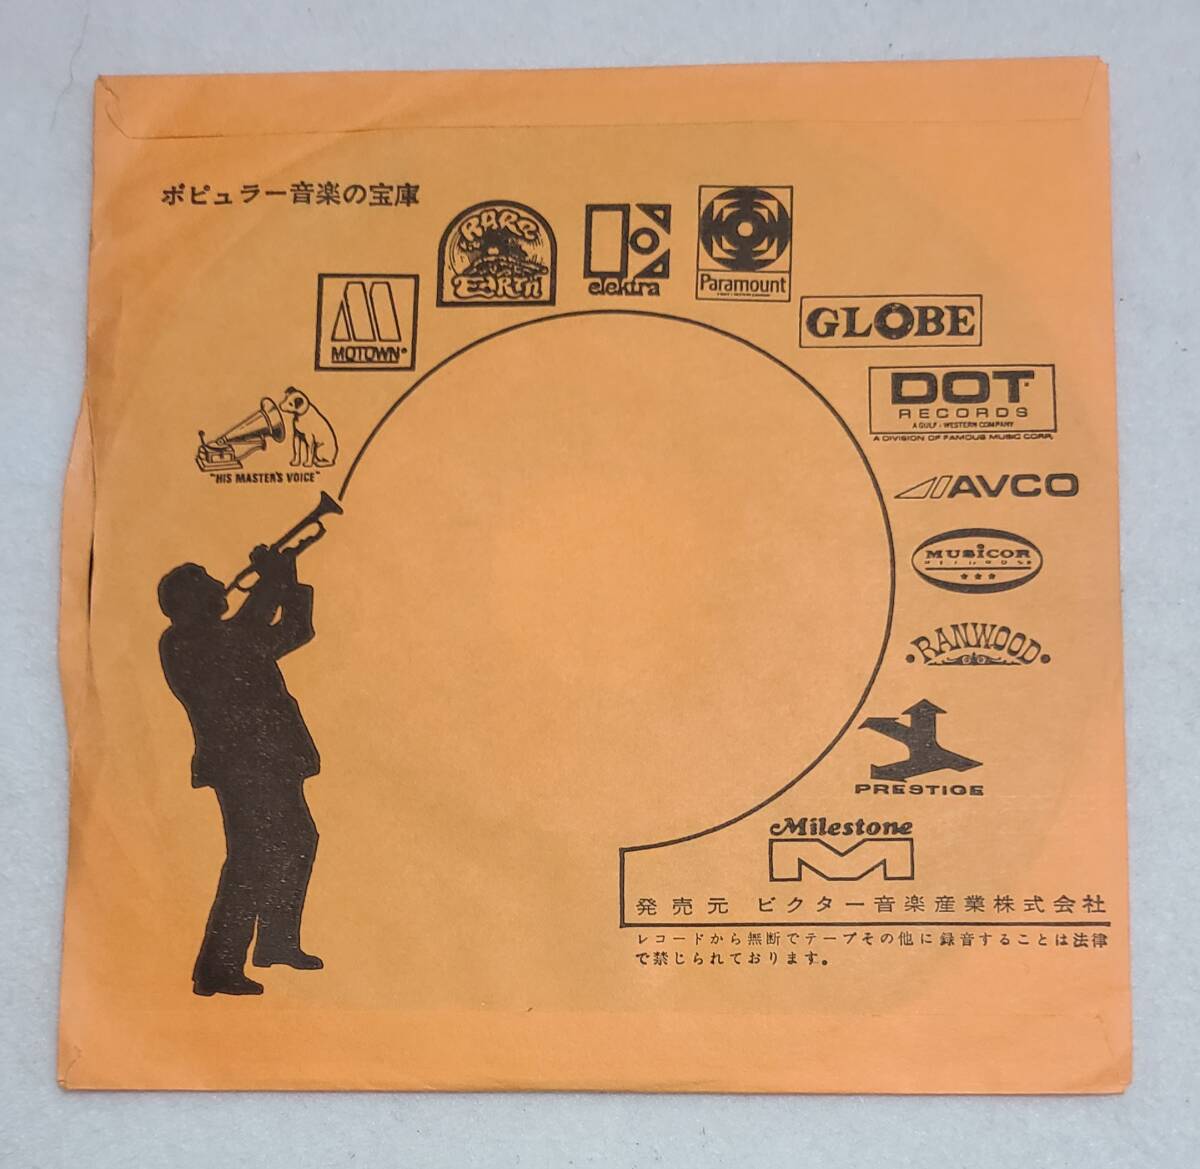 ポピュラー音楽の宝庫
RARE
EARTH
elektra
Paramount
MOTOWN®
GLOBE
DOT
RECORDS
A GULF + WESTERN COMPANY
A DIVISION OF FAMOUS MUSIC CORP.
"HIS MASTER'S VOICE"
AVCO
MUSICOR
RECORDS
RANWOOD
PRESTIGE
Milestone
発売元 ビクター音楽産業株式会社
レコードから無断でテープその他に録音することは法律
で禁じられております。